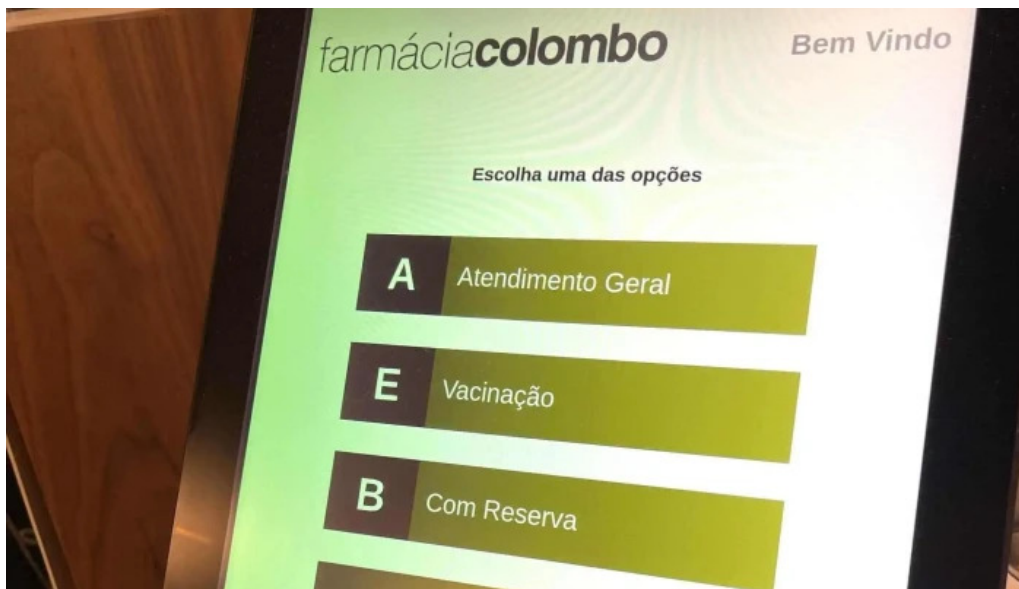 farmáciacolombo
Bem Vindo
Escolha uma das opções
A Atendimento Geral
E Vacinação
B Com Reserva